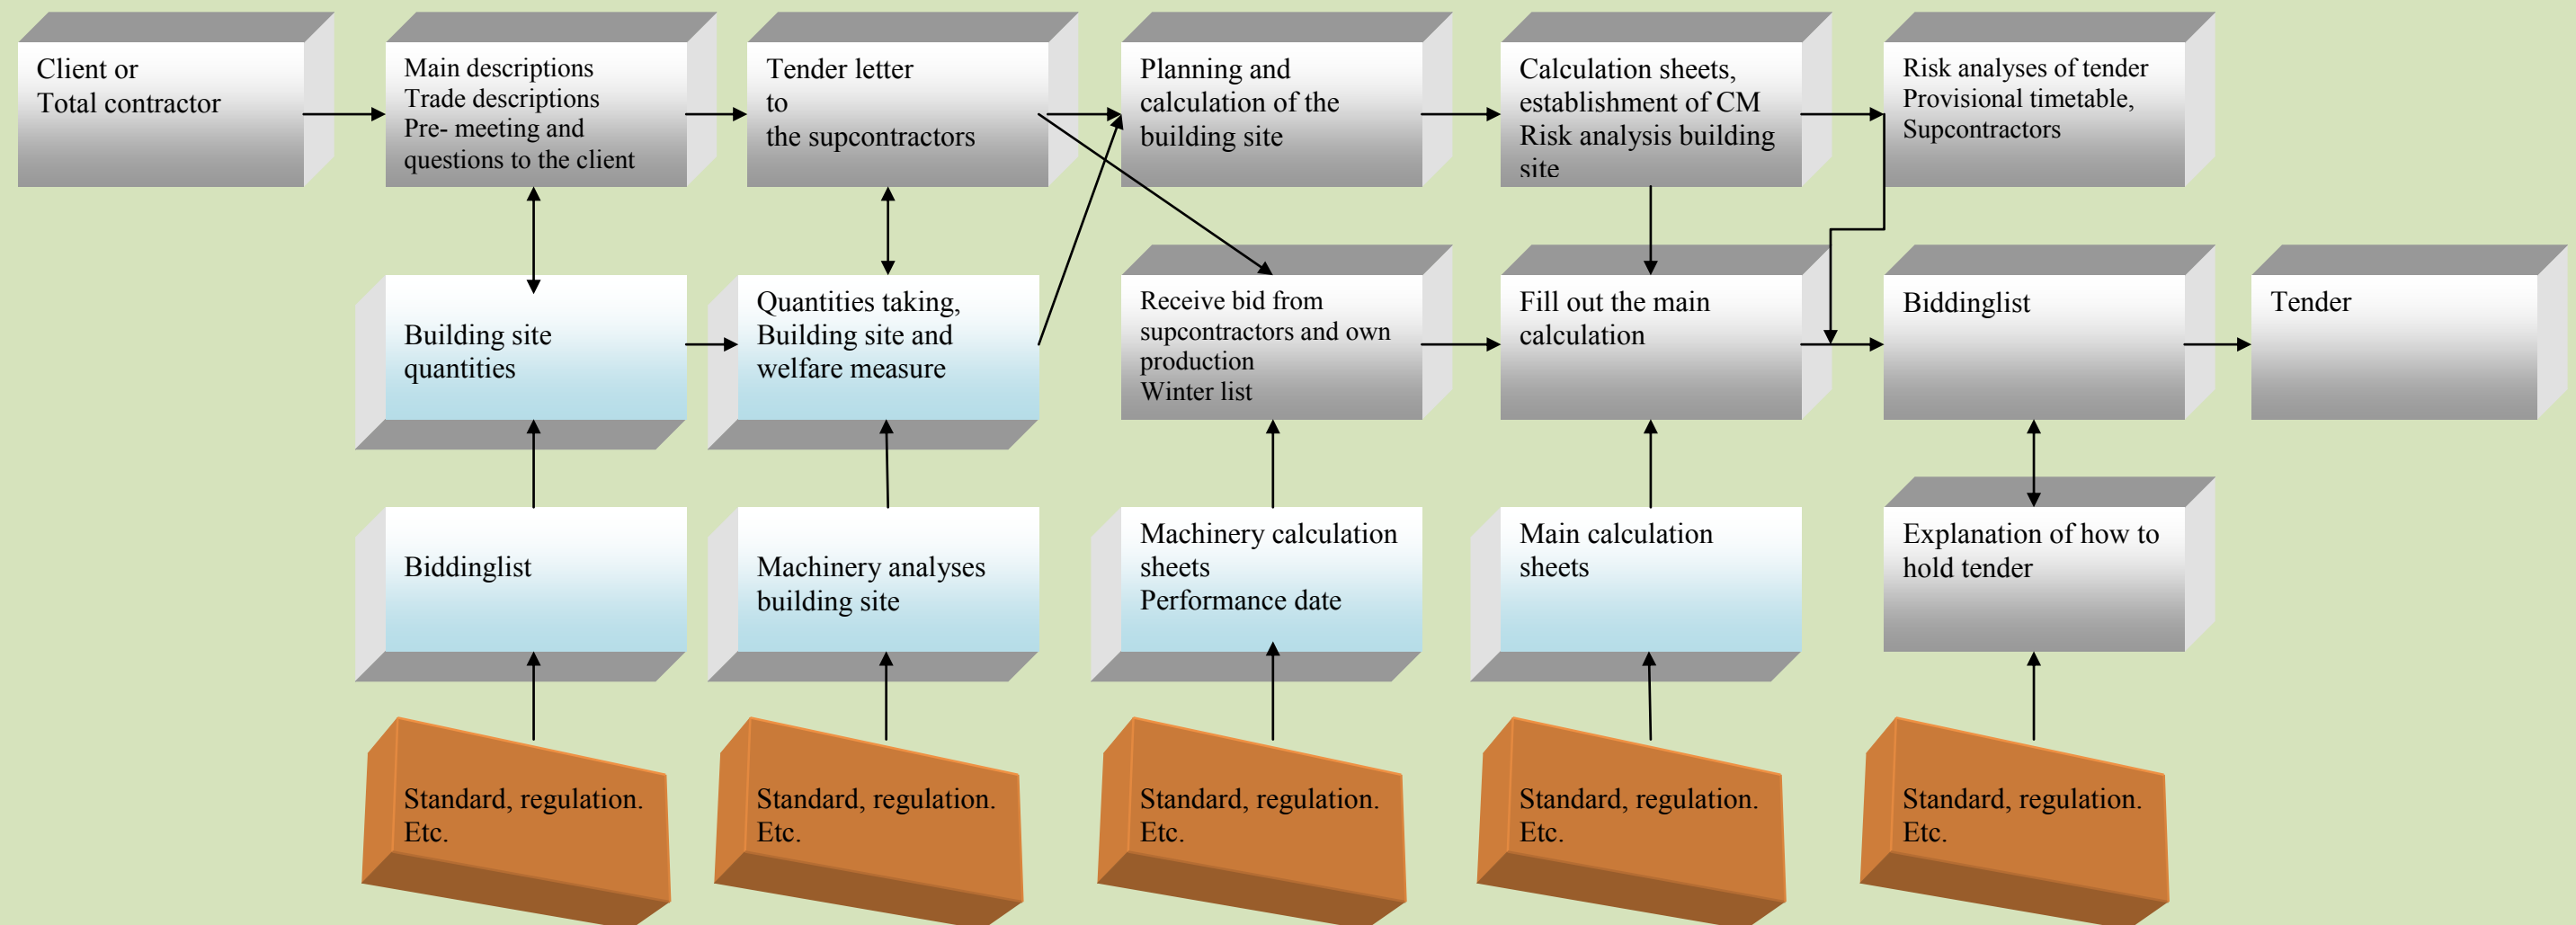 Client or
Total contractor
Main descriptions
Trade descriptions
Pre- meeting and
questions to the client
Tender letter
to
the supcontractors
Planning and
calculation of the
building site
Calculation sheets,
establishment of CM
Risk analysis building
site
Risk analyses of tender
Provisional timetable,
Supcontractors
Building site
quantities
Quantities taking,
Building site and
welfare measure
Receive bid from
supcontractors and own
production
Winter list
Fill out the main
calculation
Biddinglist
Tender
Biddinglist
Machinery analyses
building site
Machinery calculation
sheets
Performance date
Main calculation
sheets
Explanation of how to
hold tender
Standard, regulation.
Etc.
Standard, regulation.
Etc.
Standard, regulation.
Etc.
Standard, regulation.
Etc.
Standard, regulation.
Etc.